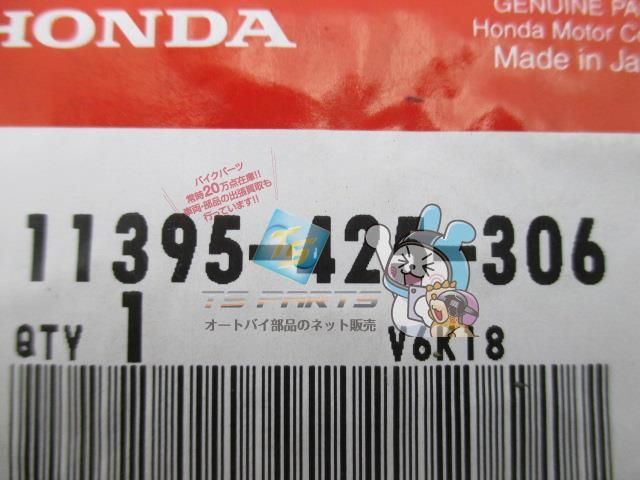 HONDA
GENUINE PA
Honda Motor Co
Made in Ja
バイクパーツ
常時20万点在庫!!
車両・部品の出張買取も
行っています!!
11395-425-306
TS
TS PARTS
オートバイ部品のネット販売
QTY 1 V6K18